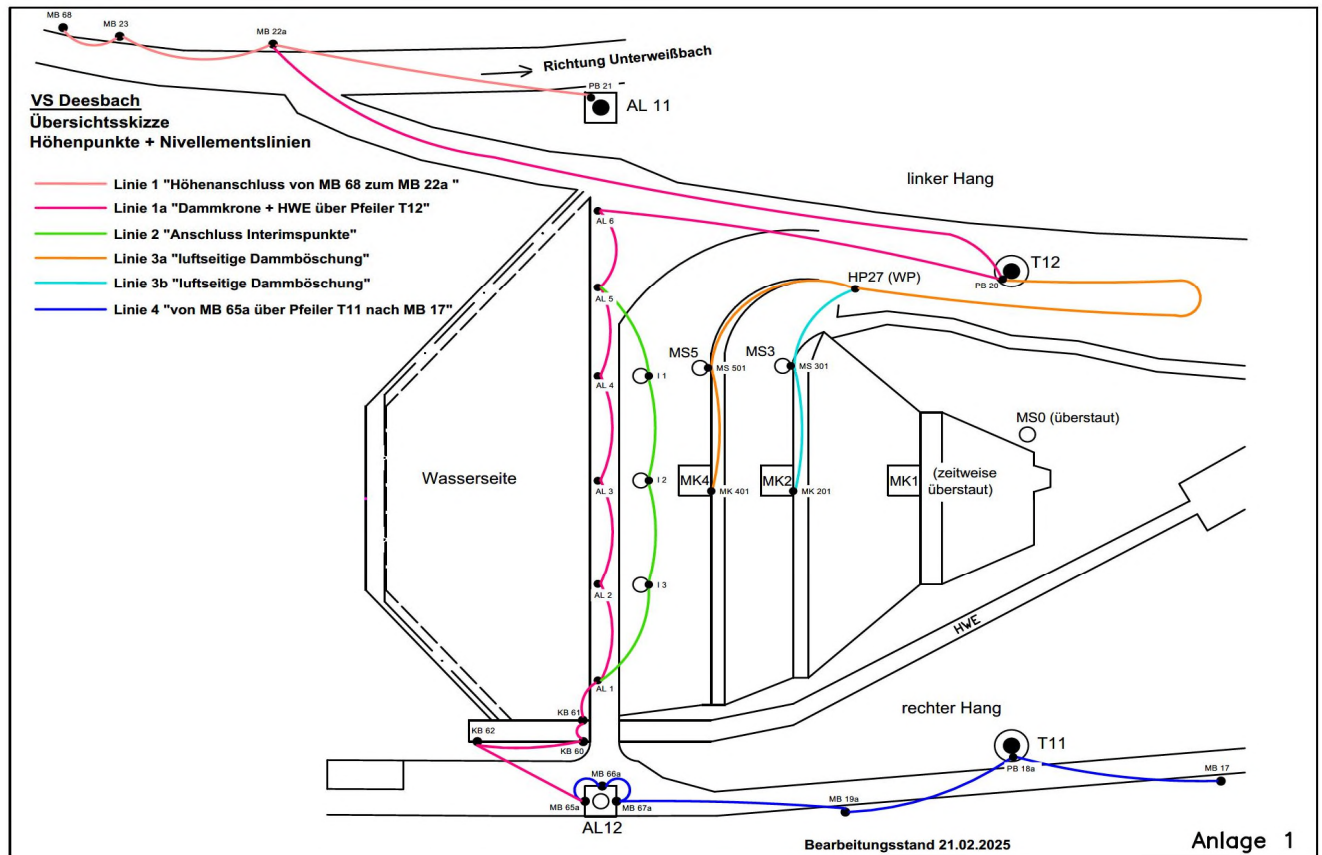 MB 68
MB 23
MB 22a
Richtung Unterweißbach
PB 21
AL 11
VS Deesbach
Übersichtsskizze
Höhenpunkte + Nivellementslinien
Linie 1 "Höhenanschluss von MB 68 zum MB 22a "
Linie 1a "Dammkrone + HWE über Pfeiler T12"
Linie 2 "Anschluss Interimspunkte"
Linie 3a "luftseitige Dammböschung"
Linie 3b "luftseitige Dammböschung"
Linie 4 "von MB 65a über Pfeiler T11 nach MB 17"
linker Hang
AL 6
T12
PB 20
HP27 (WP)
AL 5
MS5
MS3
MS 501
MS 301
AL 4
I 1
MS0 (überstaut)
Wasserseite
AL 3
I 2
MK4
MK 401
MK2
MK 201
MK1
(zeitweise
überstaut)
AL 2
I 3
HWE
AL 1
rechter Hang
KB 61
KB 62
KB 60
T11
PB 18a
MB 17
MB 66a
MB 65a
MB 67a
MB 19a
AL12
Bearbeitungsstand 21.02.2025
Anlage 1